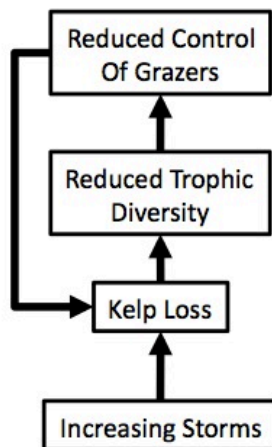 Reduced Control
Of Grazers
Reduced Trophic
Diversity
Kelp Loss
Increasing Storms